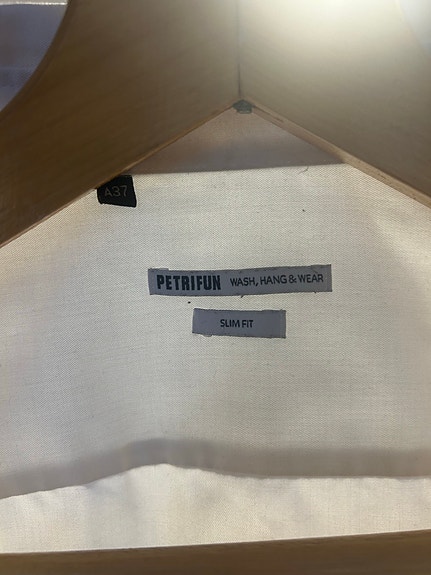 A37
PETRIFUN WASH, HANG & WEAR
SLIM FIT